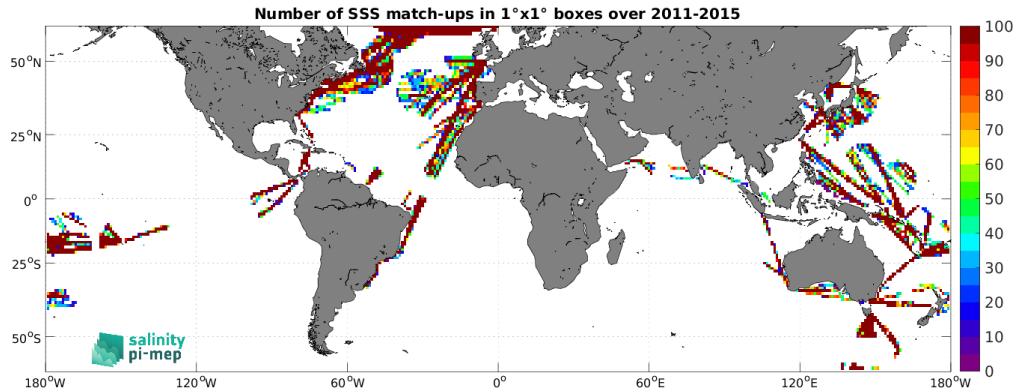 Number of SSS match-ups in 1°x1° boxes over 2011-2015
100
90
80
70
60
50
40
30
20
10
0
50°N
25°N
0°
25°S
50°S
180°W
120°W
60°W
0°
60°E
120°E
180°W
salinity
pi-mep